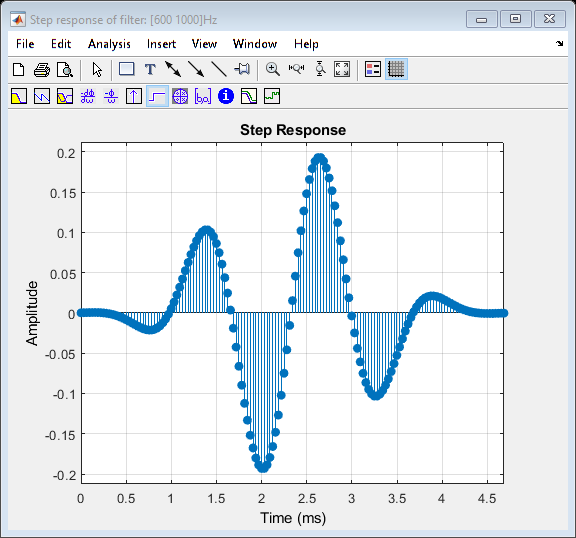 Step response of filter: [600 1000]Hz
File Edit Analysis Insert View Window Help
Step Response
0.2
0.15
0.1
0.05
0
-0.05
-0.1
-0.15
-0.2
Amplitude
0 0.5 1 1.5 2 2.5 3 3.5 4 4.5
Time (ms)